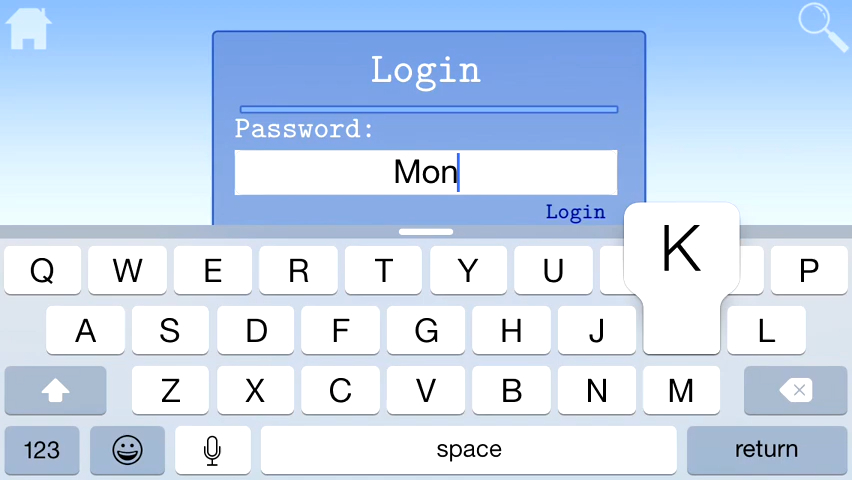 Login
Password:
Mon
Login
K
Q W E R T Y U P
A S D F G H J L
Z X C V B N M
123 space return